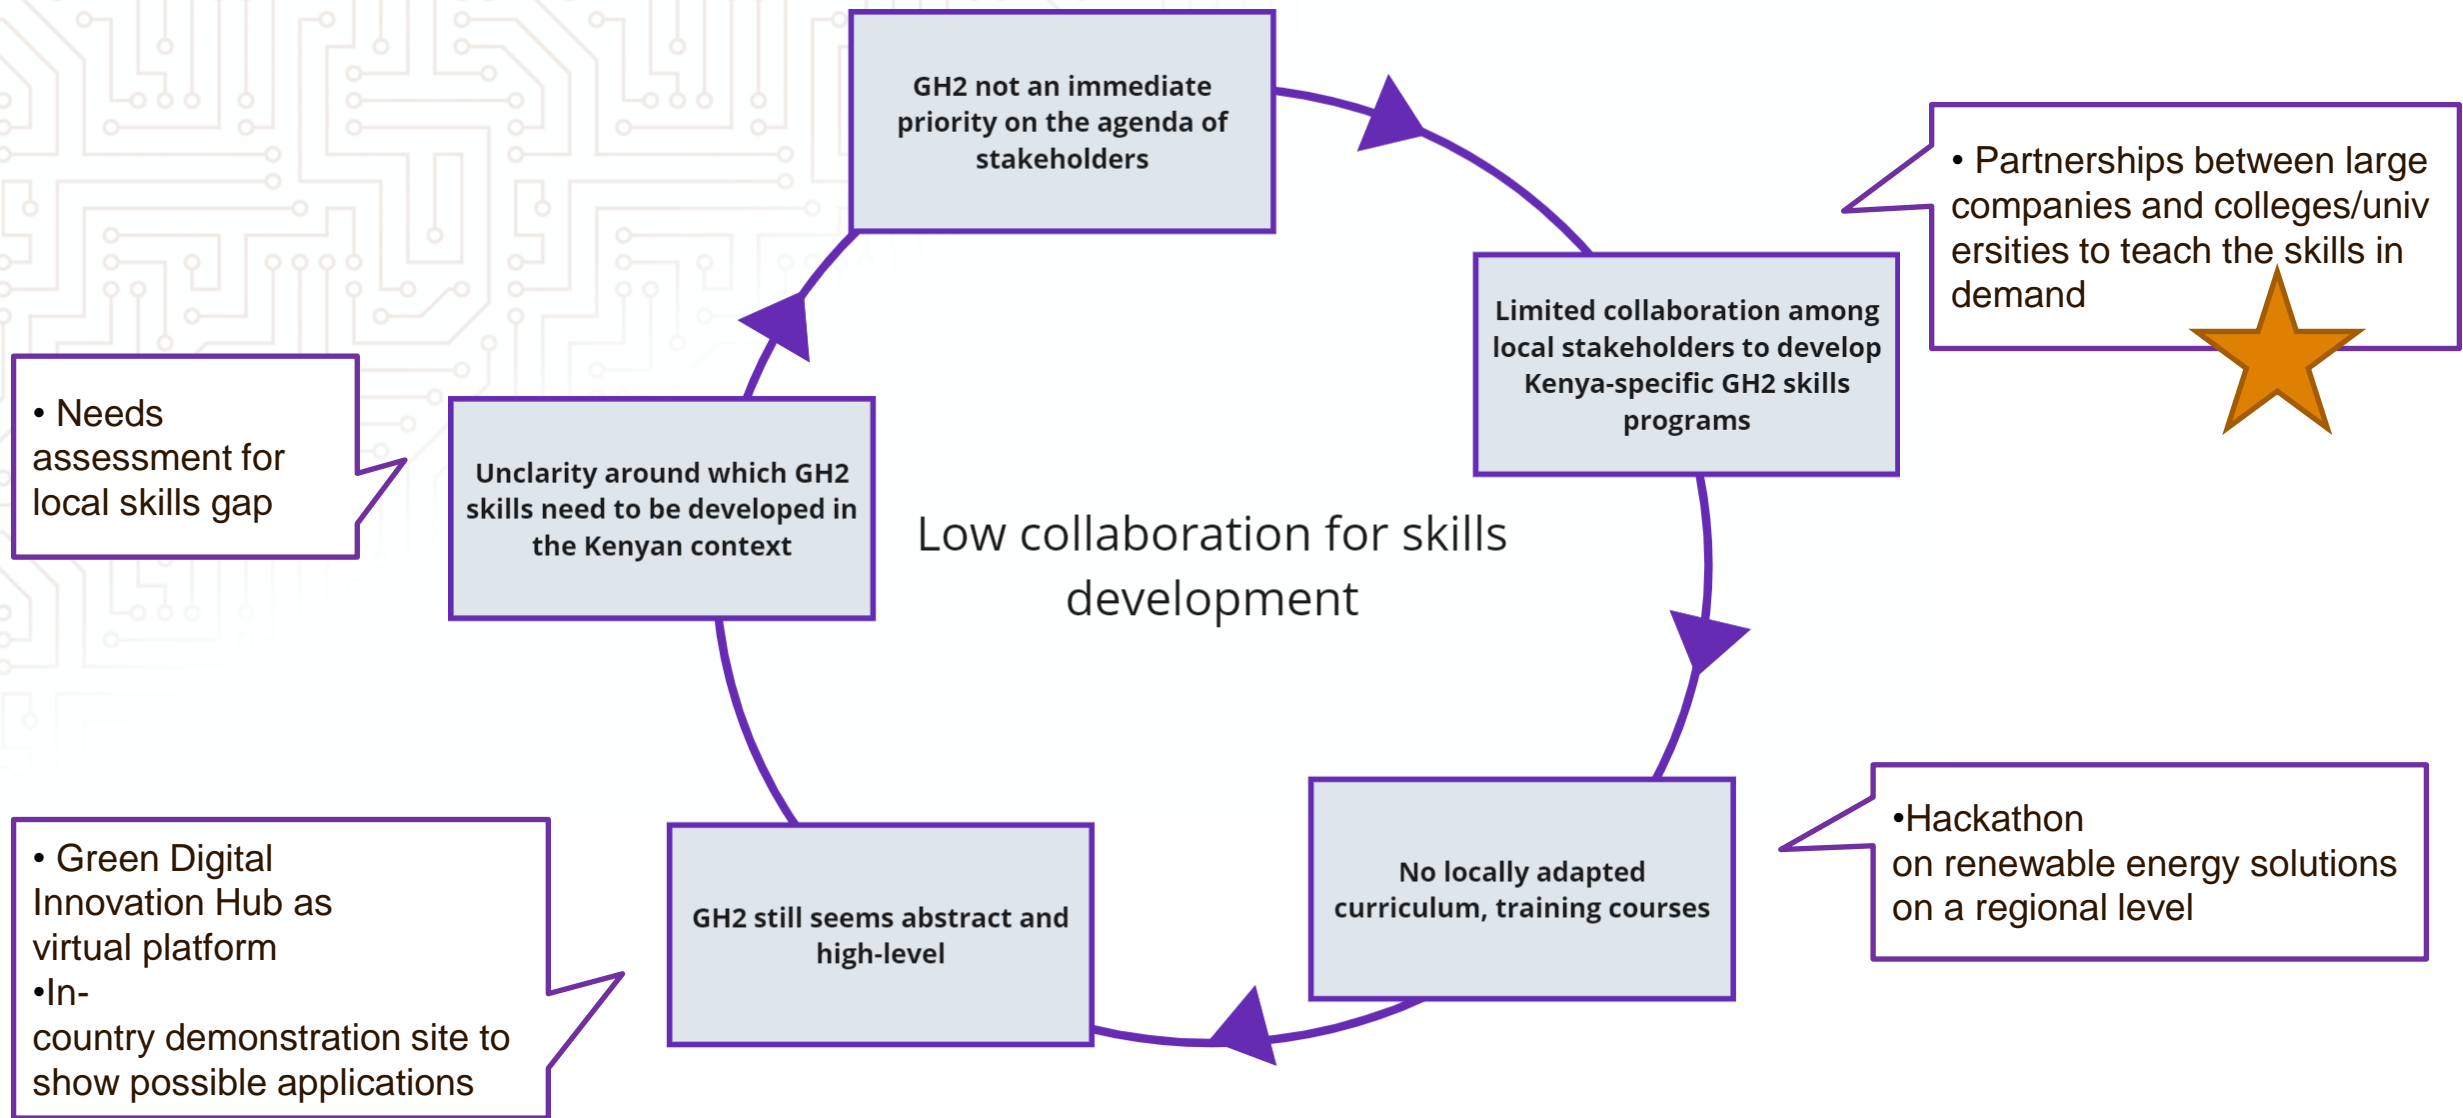 GH2 not an immediate
priority on the agenda of
stakeholders
• Partnerships between large
companies and colleges/univ
ersities to teach the skills in
demand
Limited collaboration among
local stakeholders to develop
Kenya-specific GH2 skills
programs
• Needs
assessment for
local skills gap
Unclarity around which GH2
skills need to be developed in
the Kenyan context
Low collaboration for skills
development
• Green Digital
Innovation Hub as
virtual platform
•In-
country demonstration site to
show possible applications
GH2 still seems abstract and
high-level
No locally adapted
curriculum, training courses
•Hackathon
on renewable energy solutions
on a regional level